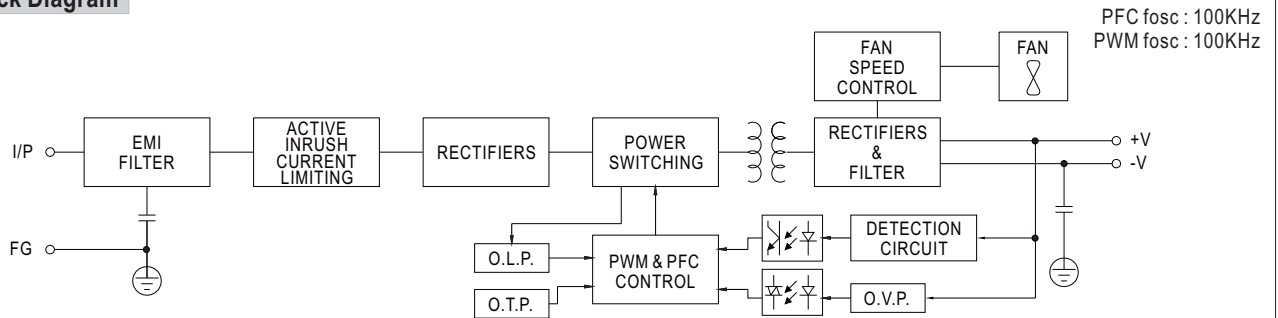 ck Diagram
PFC fosc : 100KHz
PWM fosc : 100KHz
FAN
SPEED
CONTROL
FAN
I/P
EMI
FILTER
ACTIVE
INRUSH
CURRENT
LIMITING
RECTIFIERS
POWER
SWITCHING
RECTIFIERS
&
FILTER
+V
-V
FG
O.L.P.
O.T.P.
PWM & PFC
CONTROL
DETECTION
CIRCUIT
O.V.P.